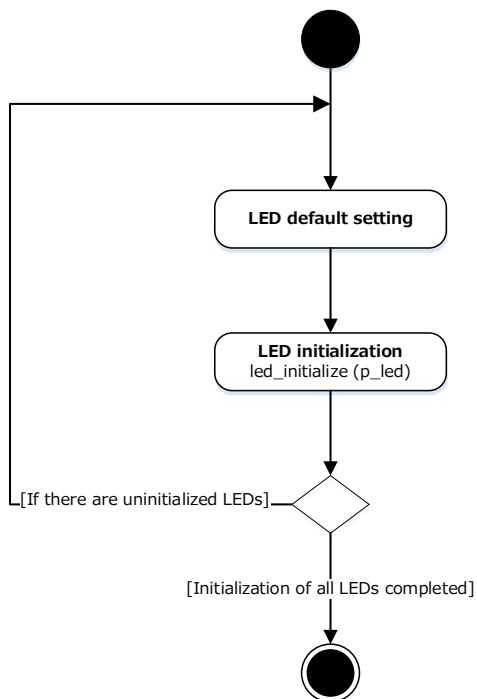 LED default setting
LED initialization
led_initialize (p_led)
[If there are uninitialized LEDs]
[Initialization of all LEDs completed]